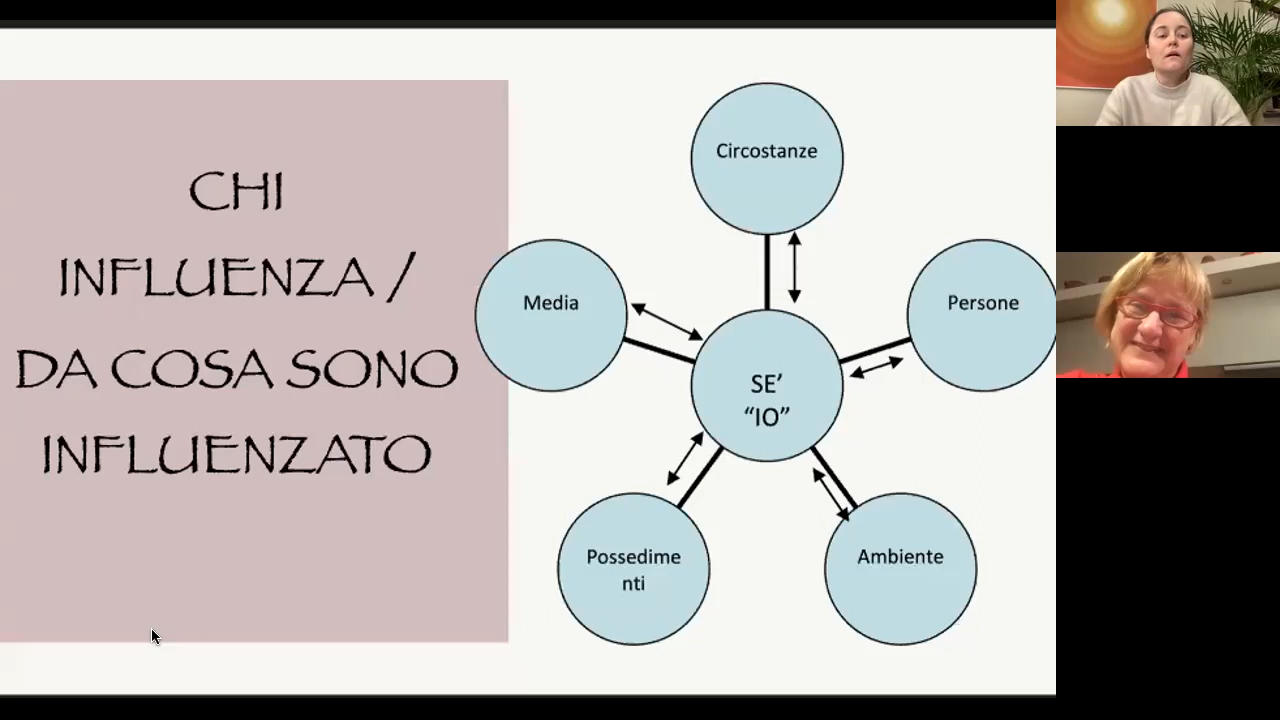 CHI
INFLUENZA /
DA COSA SONO
INFLUENZATO
Circostanze
Media
Persone
SE’
“IO”
Possedime
nti
Ambiente